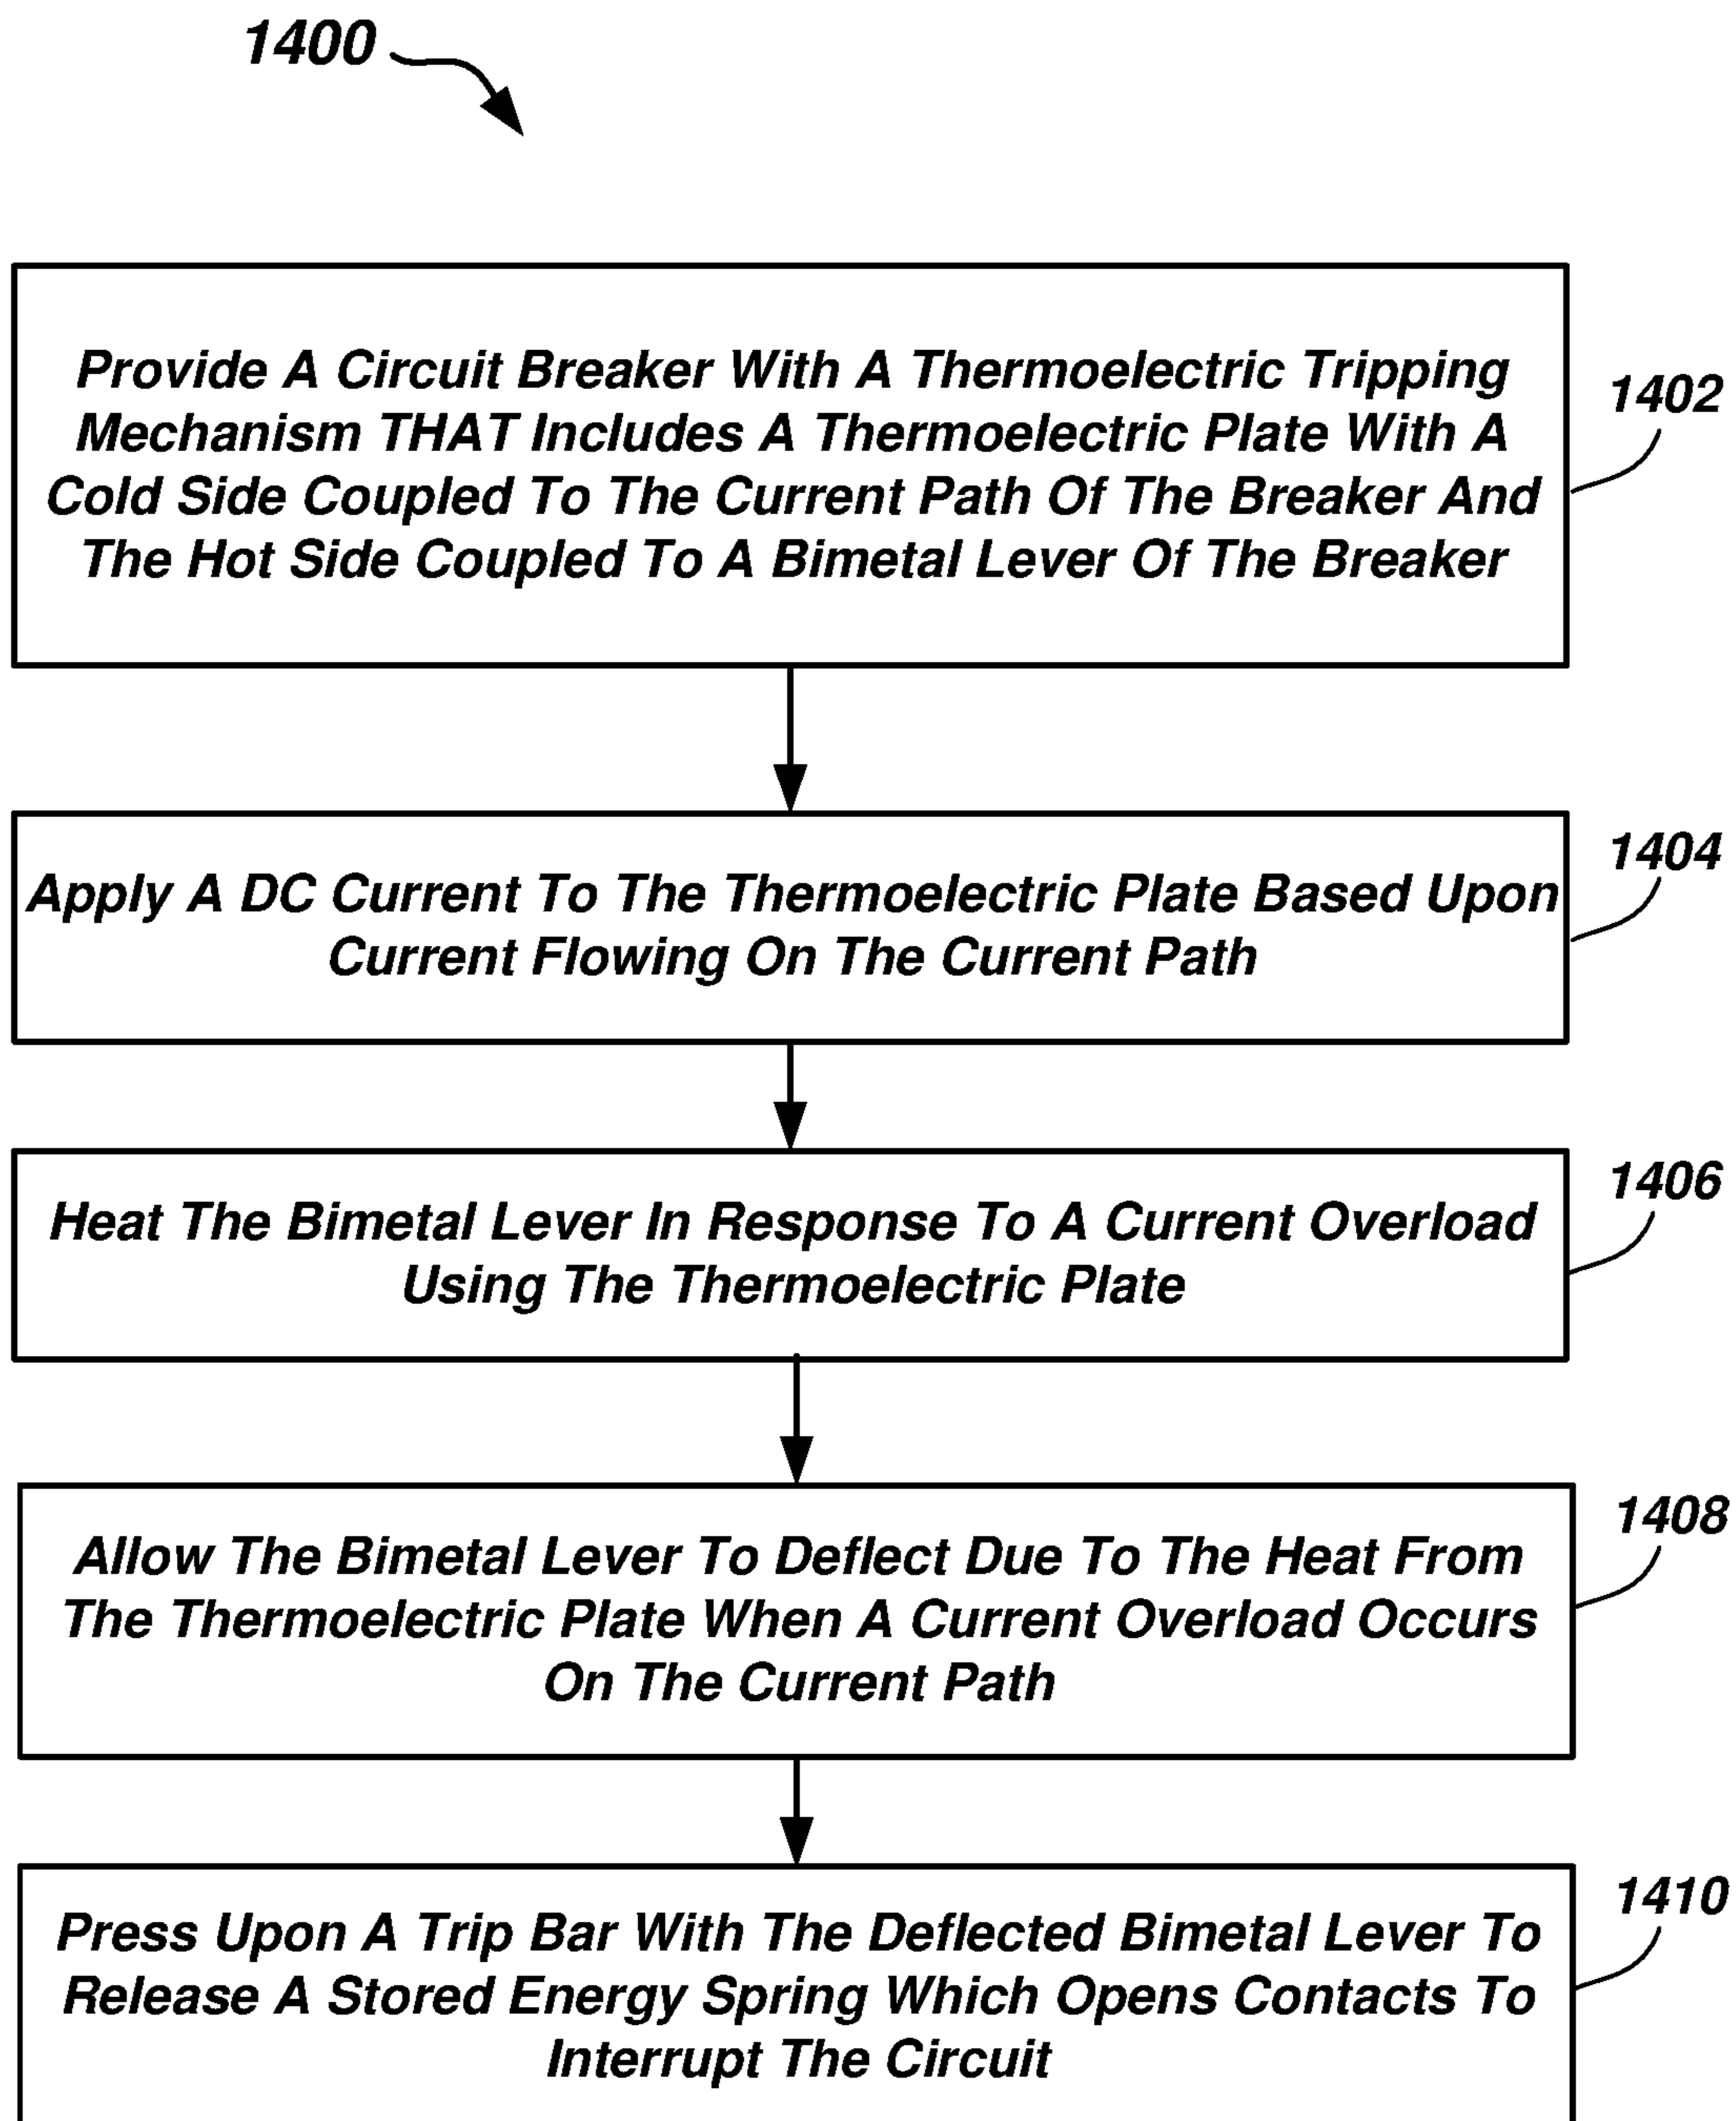 1400
Provide A Circuit Breaker With A Thermoelectric Tripping
Mechanism THAT Includes A Thermoelectric Plate With A
Cold Side Coupled To The Current Path Of The Breaker And
The Hot Side Coupled To A Bimetal Lever Of The Breaker
1402
Apply A DC Current To The Thermoelectric Plate Based Upon
Current Flowing On The Current Path
1404
Heat The Bimetal Lever In Response To A Current Overload
Using The Thermoelectric Plate
1406
Allow The Bimetal Lever To Deflect Due To The Heat From
The Thermoelectric Plate When A Current Overload Occurs
On The Current Path
1408
Press Upon A Trip Bar With The Deflected Bimetal Lever To
Release A Stored Energy Spring Which Opens Contacts To
Interrupt The Circuit
1410